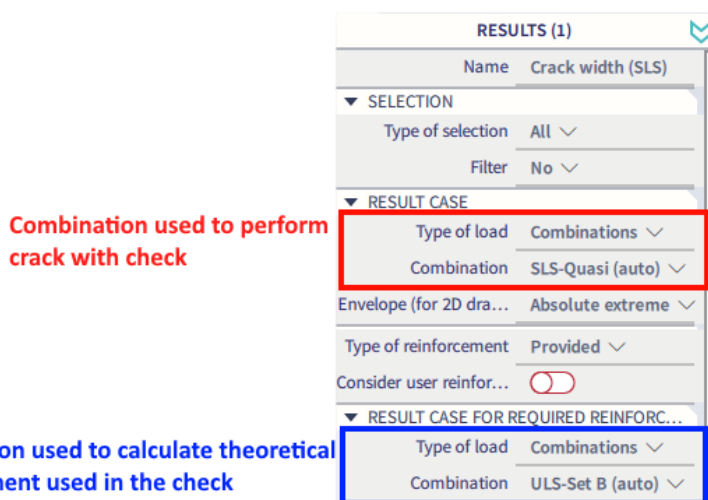 RESULTS (1)
Name Crack width (SLS)
SELECTION
Type of selection All
Filter No
RESULT CASE
Combination used to perform
crack with check
Type of load Combinations
Combination SLS-Quasi (auto)
Envelope (for 2D dra... Absolute extreme
Type of reinforcement Provided
Consider user reinfor...
RESULT CASE FOR REQUIRED REINFORC...
on used to calculate theoretical
ent used in the check
Type of load Combinations
Combination ULS-Set B (auto)